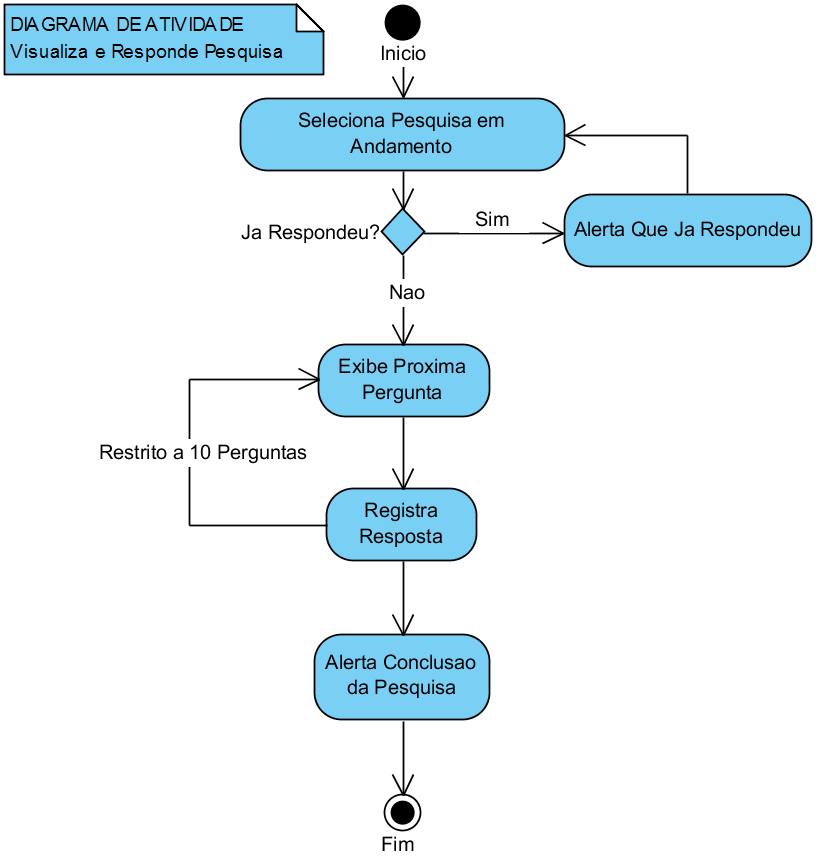 DIAGRAMA DE ATIVIDADE
Visualiza e Responde Pesquisa
Inicio
Seleciona Pesquisa em
Andamento
Ja Respondeu?
Sim
Alerta Que Ja Respondeu
Nao
Exibe Proxima
Pergunta
Restrito a 10 Perguntas
Registra
Resposta
Alerta Conclusao
da Pesquisa
Fim